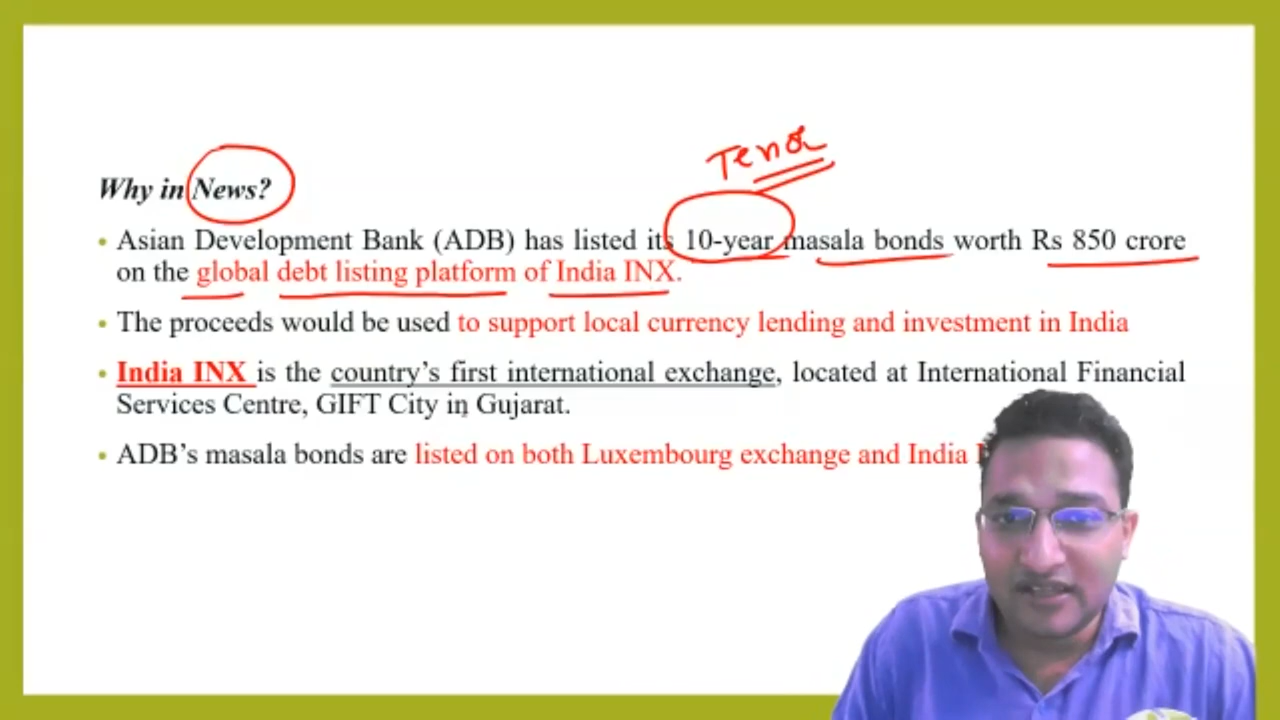 Tenor
Why in News?
• Asian Development Bank (ADB) has listed its 10-year masala bonds worth Rs 850 crore
on the global debt listing platform of India INX.
• The proceeds would be used to support local currency lending and investment in India
• India INX is the country’s first international exchange, located at International Financial
Services Centre, GIFT City in Gujarat.
• ADB’s masala bonds are listed on both Luxembourg exchange and India